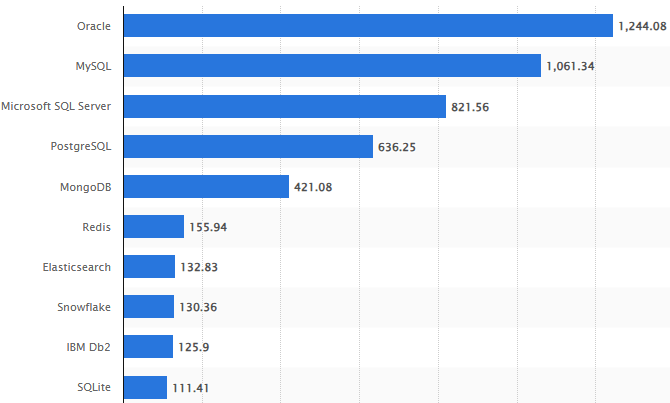 Oracle 1,244.08
MySQL 1,061.34
Microsoft SQL Server 821.56
PostgreSQL 636.25
MongoDB 421.08
Redis 155.94
Elasticsearch 132.83
Snowflake 130.36
IBM Db2 125.9
SQLite 111.41